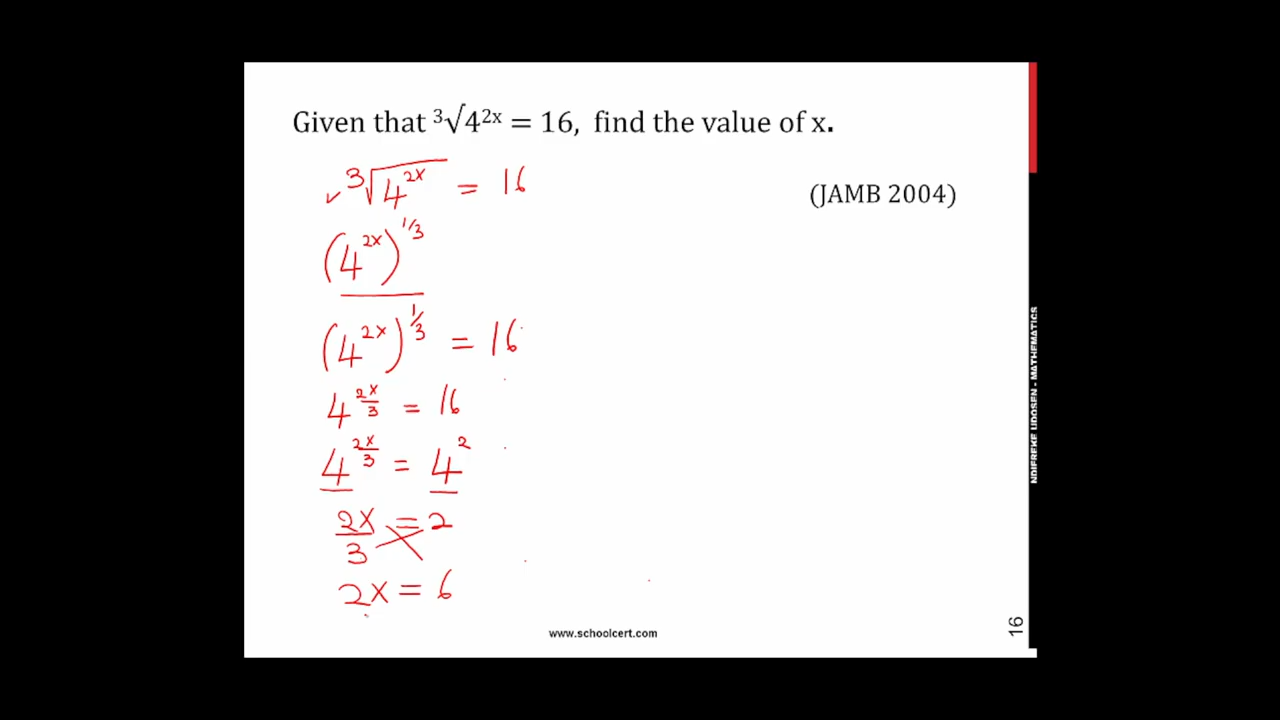 Given that ³√4²ˣ = 16, find the value of x.
(JAMB 2004)
³√4²ˣ = 16
(4²ˣ)^1/3
(4²ˣ)^1/3 = 16
4^2x/3 = 16
4^2x/3 = 4²
2x/3 = 2
2x = 6
www.schoolcert.com
NDIFREKE UDOSEN - MATHEMATICS
16